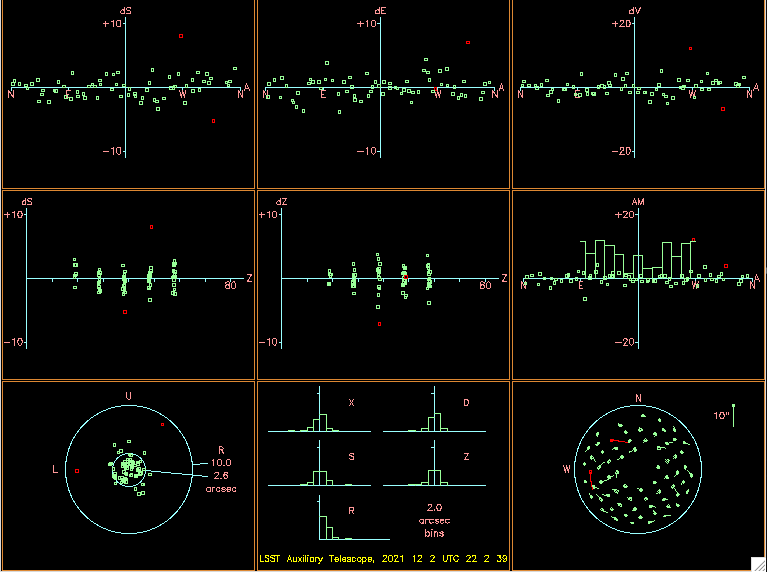 dS
+10
-10
N
E
W
N
A
dE
+10
-10
N
E
W
N
A
dV
+20
-20
N
E
W
N
A
dS
+10
-10
80
Z
dZ
+10
-10
80
Z
AM
+20
-20
N
E
W
N
A
U
L
R
10.0
2.6
arcsec
X
D
S
Z
R
2.0
arcsec
bins
LSST Auxiliary Telescope, 2021 12 2 UTC 22 2 39
N
W
10"